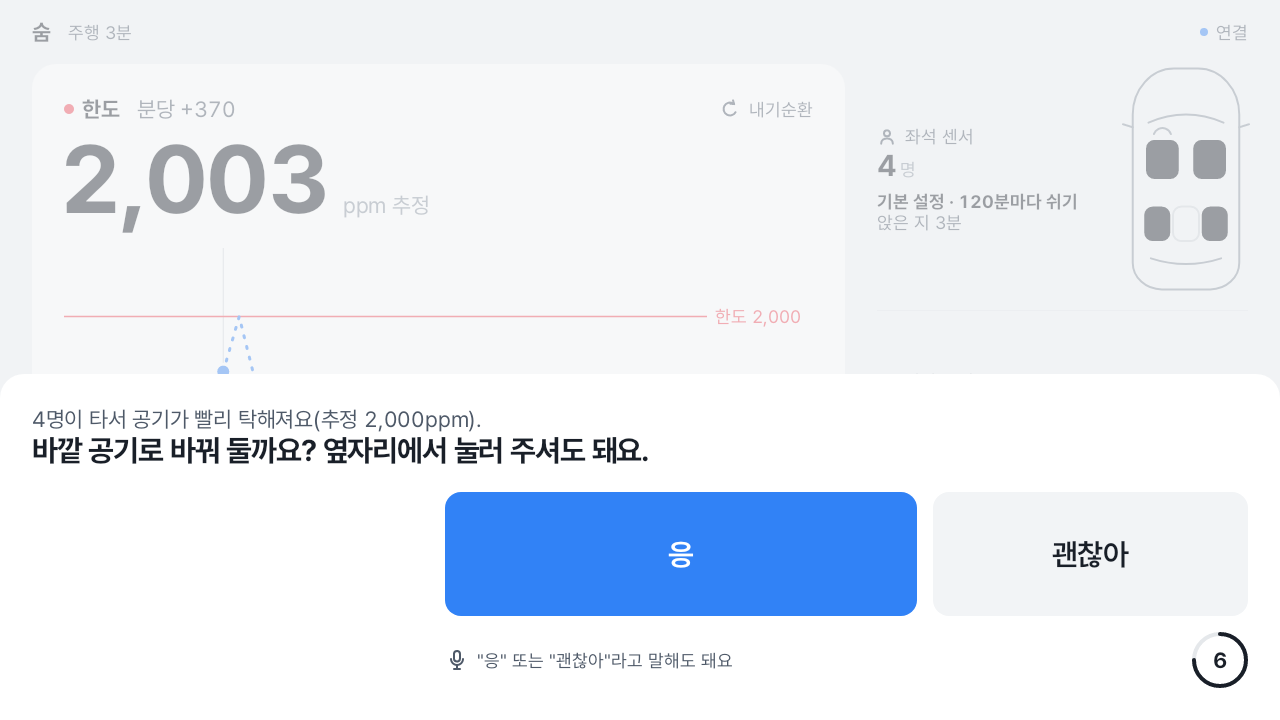 숨 주행 3분
연결
한도 분당 +370
내기순환
2,003 ppm 추정
한도 2,000
좌석 센서
4명
기본 설정 · 120분마다 쉬기
앉은 지 3분
4명이 타서 공기가 빨리 탁해져요(추정 2,000ppm).
바깥 공기로 바꿔 둘까요? 옆자리에서 눌러 주셔도 돼요.
응
괜찮아
"응" 또는 "괜찮아"라고 말해도 돼요
6